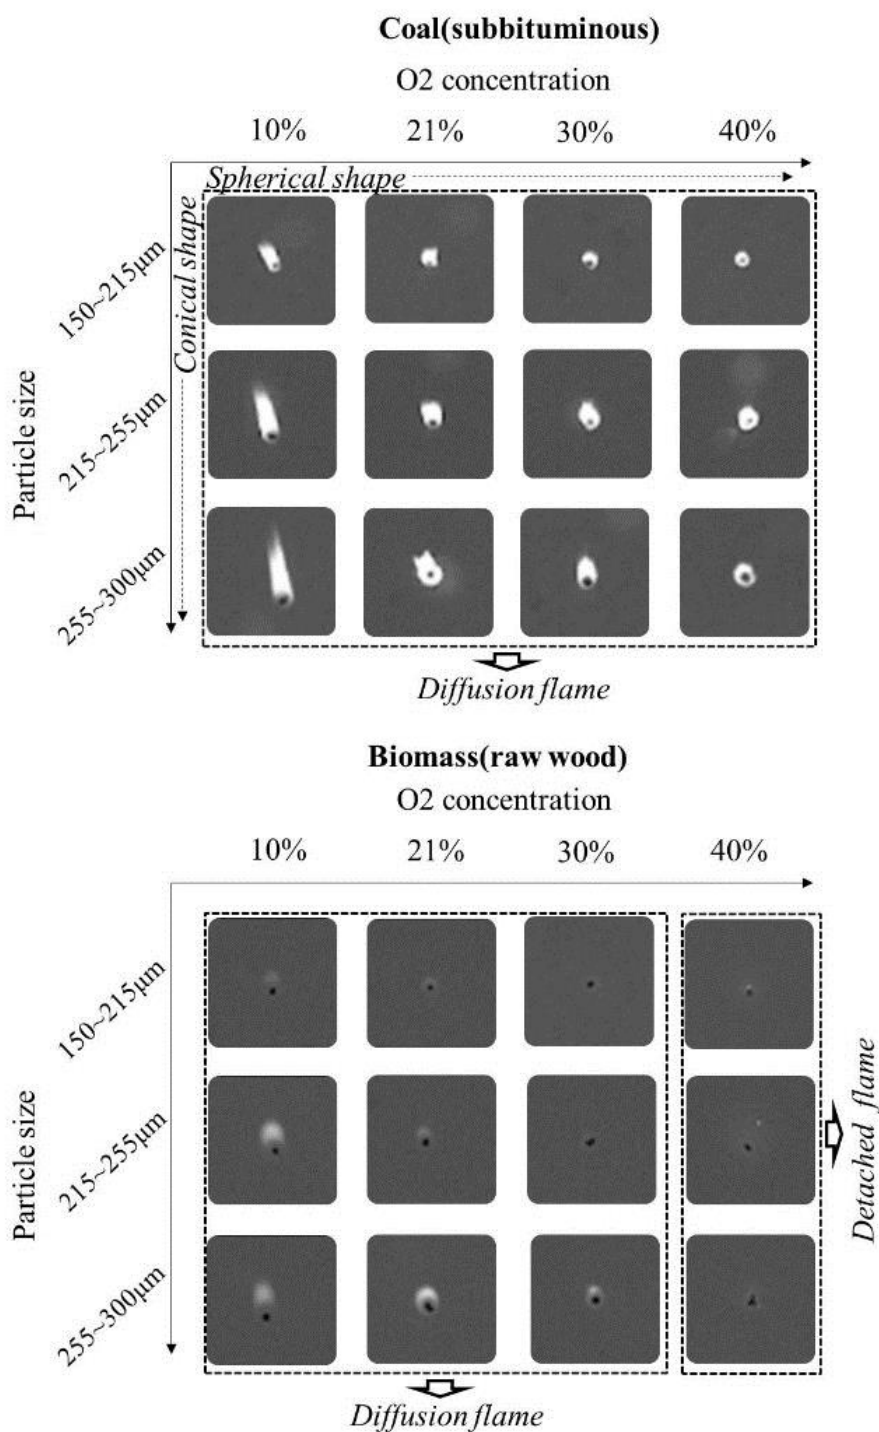 Coal(subbituminous)
O2 concentration
10% 21% 30% 40%
Spherical shape
Conical shape
Particle size
150~215μm
215~255μm
255~300μm
Diffusion flame
Biomass(raw wood)
O2 concentration
10% 21% 30% 40%
Particle size
150~215μm
215~255μm
255~300μm
Detached flame
Diffusion flame